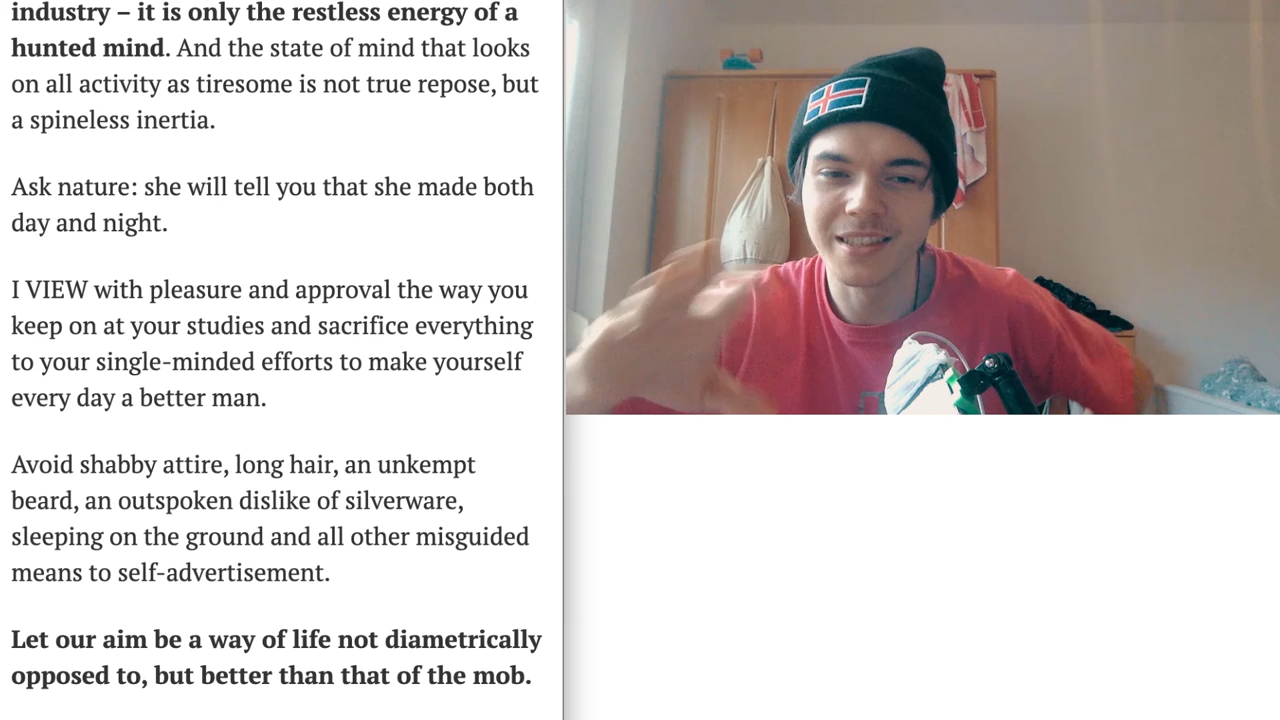 industry – it is only the restless energy of a
hunted mind. And the state of mind that looks
on all activity as tiresome is not true repose, but
a spineless inertia.
Ask nature: she will tell you that she made both
day and night.
I VIEW with pleasure and approval the way you
keep on at your studies and sacrifice everything
to your single-minded efforts to make yourself
every day a better man.
Avoid shabby attire, long hair, an unkempt
beard, an outspoken dislike of silverware,
sleeping on the ground and all other misguided
means to self-advertisement.
Let our aim be a way of life not diametrically
opposed to, but better than that of the mob.